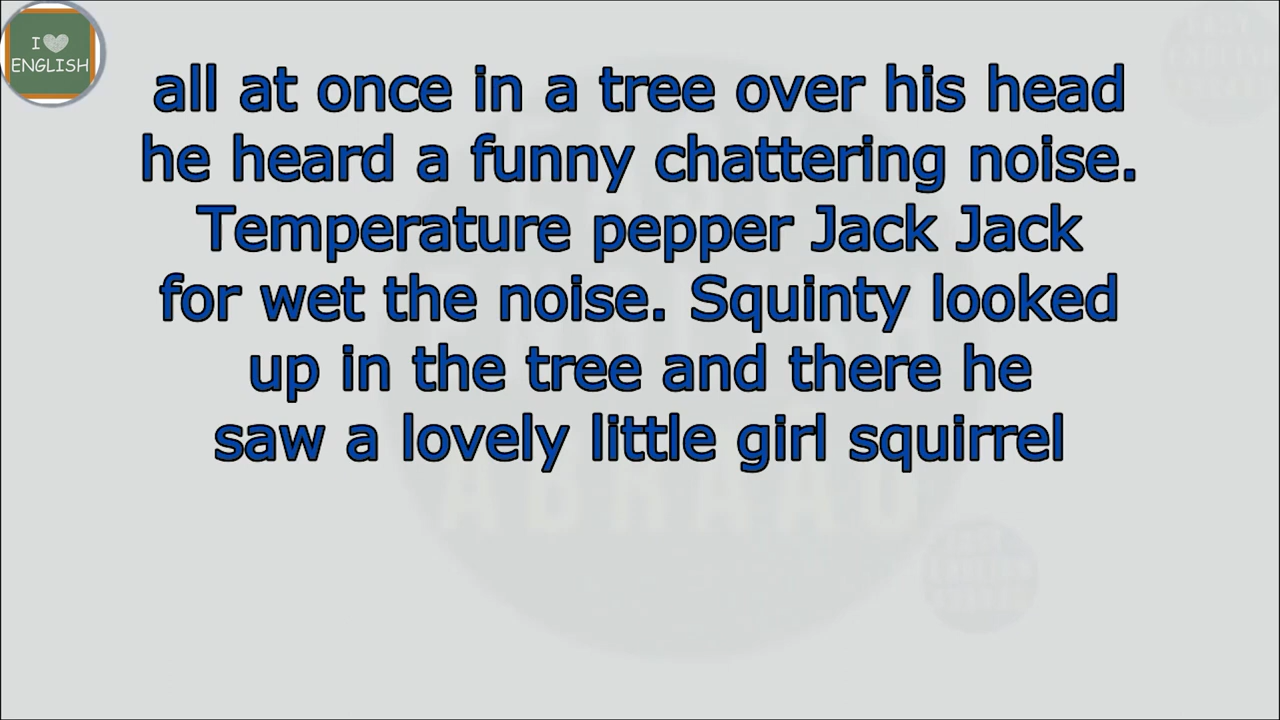 I
ENGLISH
all at once in a tree over his head
he heard a funny chattering noise.
Temperature pepper Jack Jack
for wet the noise. Squinty looked
up in the tree and there he
saw a lovely little girl squirrel